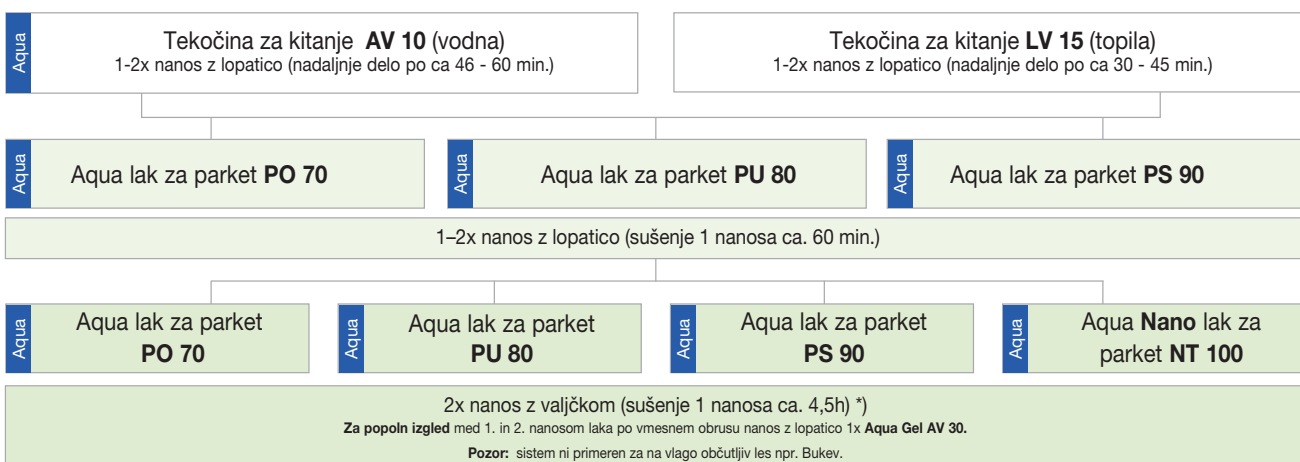 Aqua
Tekočina za kitanje AV 10 (vodna)
1-2x nanos z lopatico (nadaljnje delo po ca 46 - 60 min.)
Tekočina za kitanje LV 15 (topila)
1-2x nanos z lopatico (nadaljnje delo po ca 30 - 45 min.)
Aqua
Aqua lak za parket PO 70
Aqua
Aqua lak za parket PU 80
Aqua
Aqua lak za parket PS 90
1–2x nanos z lopatico (sušenje 1 nanosa ca. 60 min.)
Aqua
Aqua lak za parket
PO 70
Aqua
Aqua lak za parket
PU 80
Aqua
Aqua lak za parket
PS 90
Aqua
Aqua Nano lak za
parket NT 100
2x nanos z valjčkom (sušenje 1 nanosa ca. 4,5h) *)
Za popoln izgled med 1. in 2. nanosom laka po vmesnem obrusu nanos z lopatico 1x Aqua Gel AV 30.
Pozor: sistem ni primeren za na vlago občutljiv les npr. Bukev.